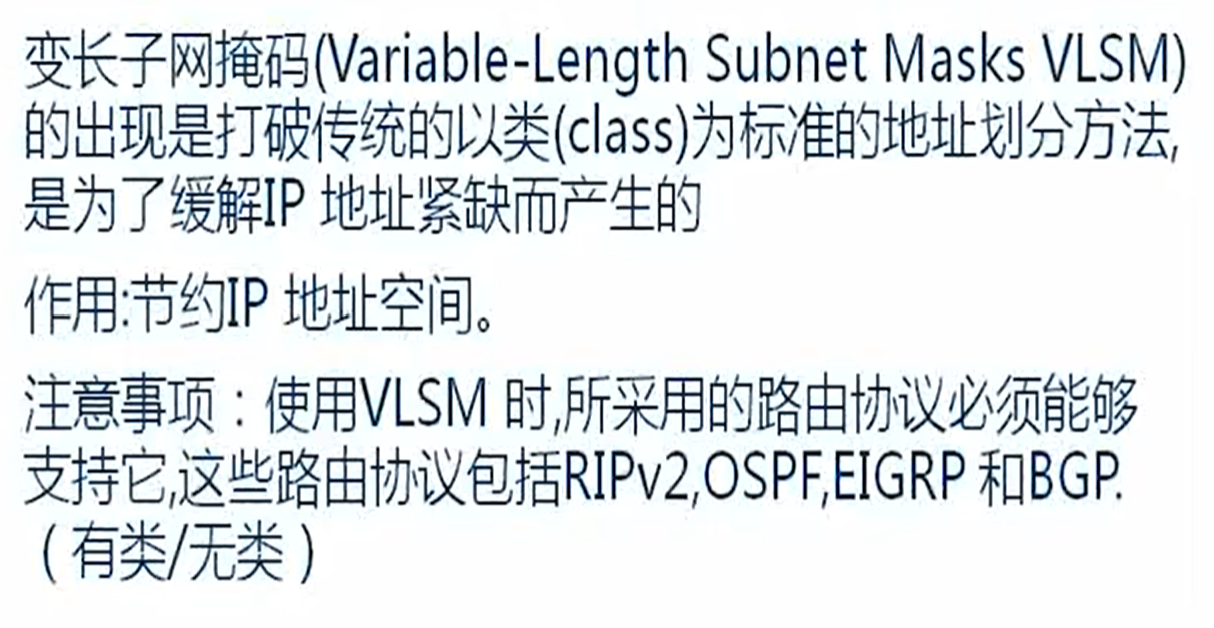 变长子网掩码(Variable-Length Subnet Masks VLSM)
的出现是打破传统的以类(class)为标准的地址划分方法,
是为了缓解IP 地址紧缺而产生的
作用:节约IP 地址空间。
注意事项：使用VLSM 时,所采用的路由协议必须能够
支持它,这些路由协议包括RIPv2,OSPF,EIGRP 和BGP.
（有类/无类）